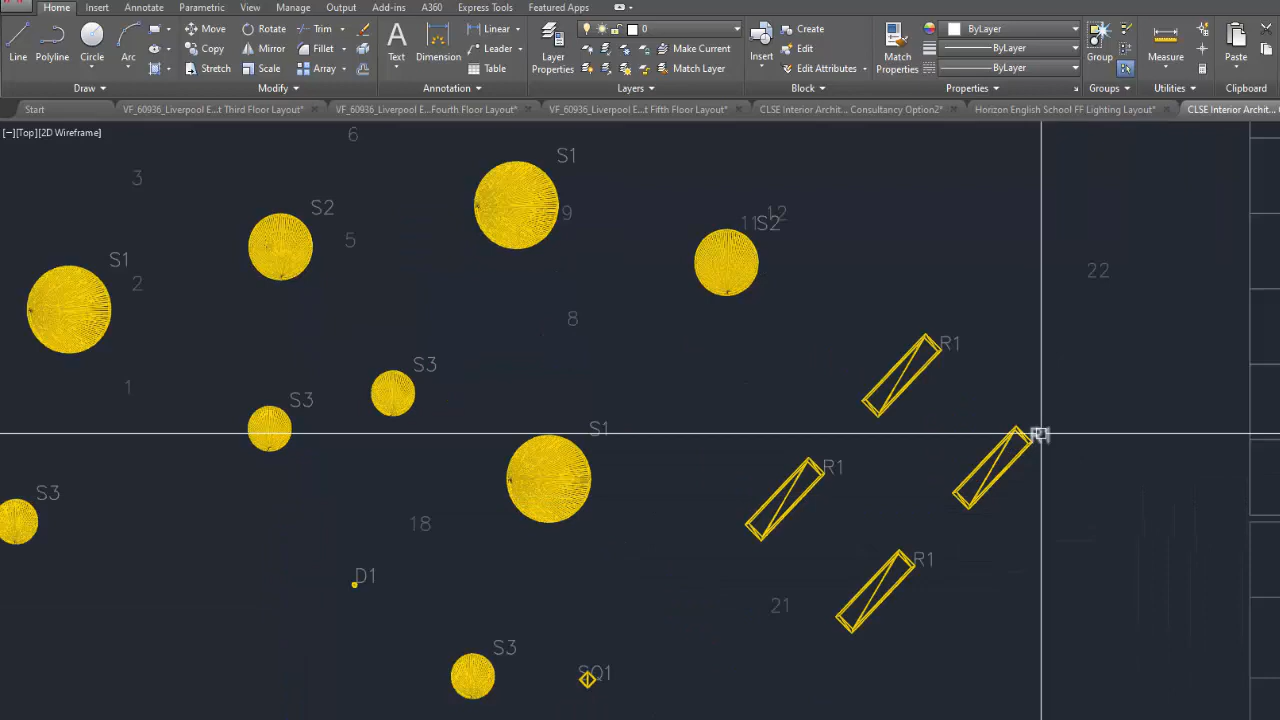 Home Insert Annotate Parametric View Manage Output Add-ins A360 Express Tools Featured Apps
Line Polyline Circle Arc
Move Rotate Trim
Copy Mirror Fillet
Stretch Scale Array
Text Dimension
Linear
Leader
Table
Layer Properties
0
Make Current
Match Layer
Insert
Create
Edit
Edit Attributes
Match Properties
ByLayer
ByLayer
ByLayer
Group
Measure
Paste
Draw Modify Annotation Layers Block Properties Groups Utilities Clipboard
Start VF_60936_Liverpool E...t Third Floor Layout* VF_60936_Liverpool E...t Fourth Floor Layout* VF_60936_Liverpool E...t Fifth Floor Layout* CLSE Interior Archit... Consultancy Option2* Horizon English School FF Lighting Layout* CLSE Interior Archit...
[−][Top][2D Wireframe]
6
S1
3
S2
9
12
11
S2
5
S1
2
22
8
R1
S3
1
S3
S1
R1
S3
18
R1
D1
21
S3
SQ1